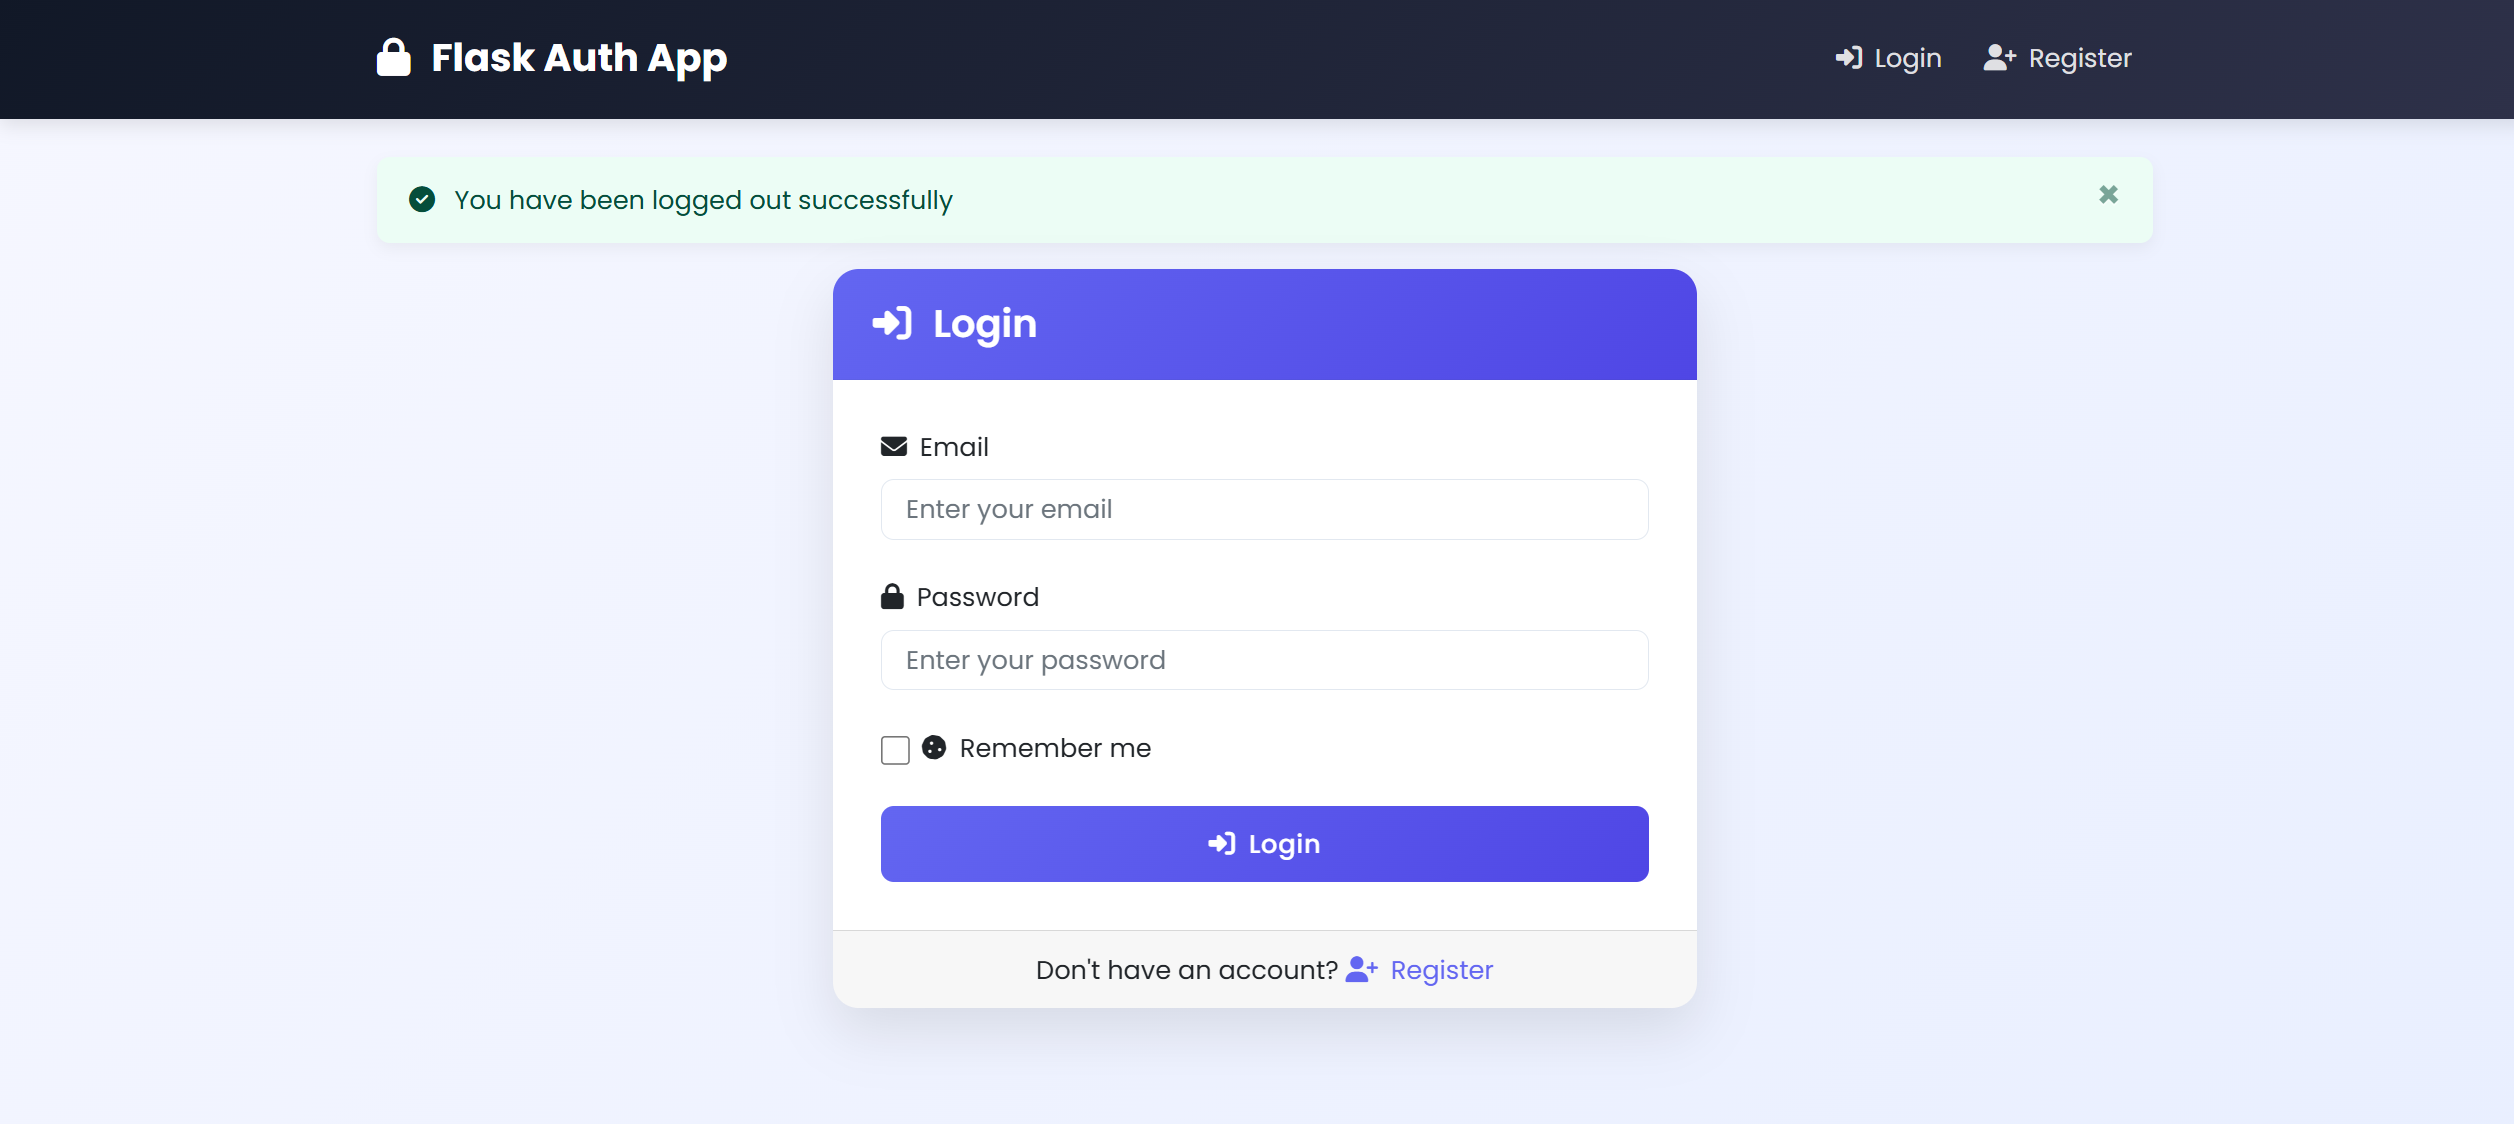 Flask Auth App
Login
Register
You have been logged out successfully
Login
Email
Enter your email
Password
Enter your password
Remember me
Login
Don't have an account? Register